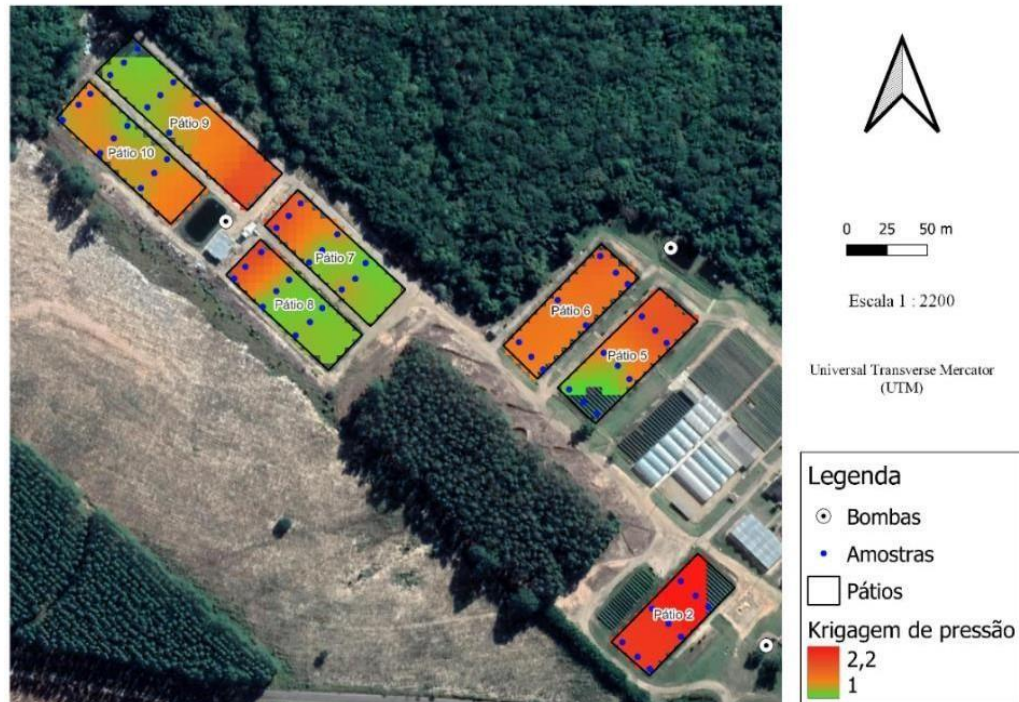 Pátio 9
Pátio 10
Pátio 7
Pátio 8
Pátio 6
Pátio 5
Pátio 2
0 25 50 m
Escala 1 : 2200
Universal Transverse Mercator
(UTM)
Legenda
Bombas
Amostras
Pátios
Krigagem de pressão
2,2
1